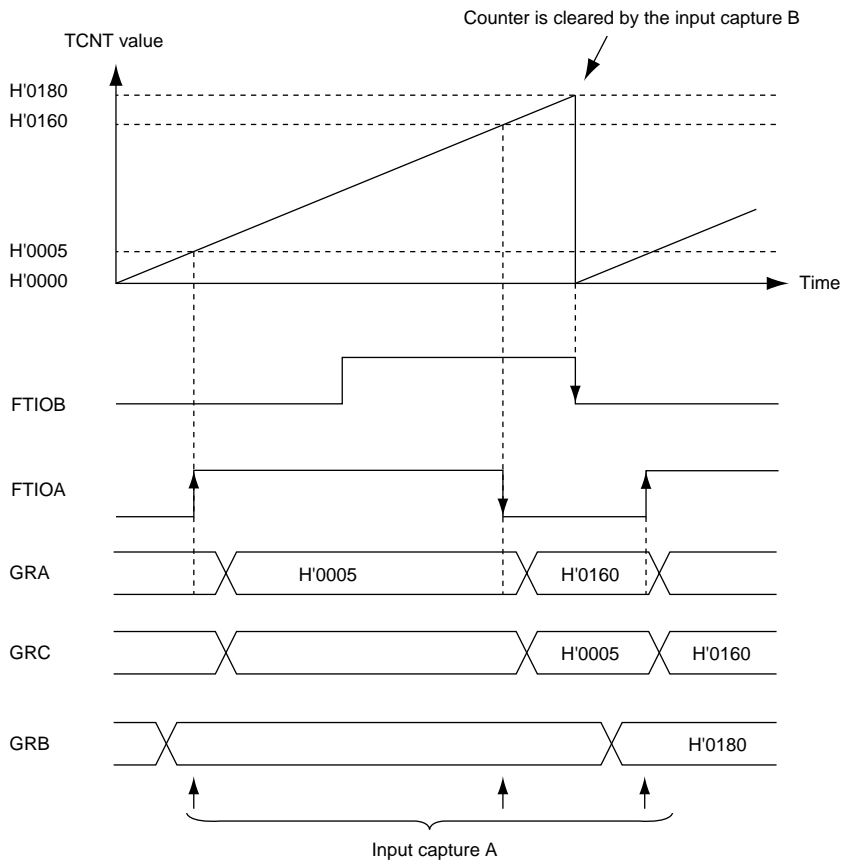 Counter is cleared by the input capture B
TCNT value
H'0180
H'0160
H'0005
H'0000
Time
FTIOB
FTIOA
GRA
H'0005
H'0160
GRC
H'0005
H'0160
GRB
H'0180
Input capture A